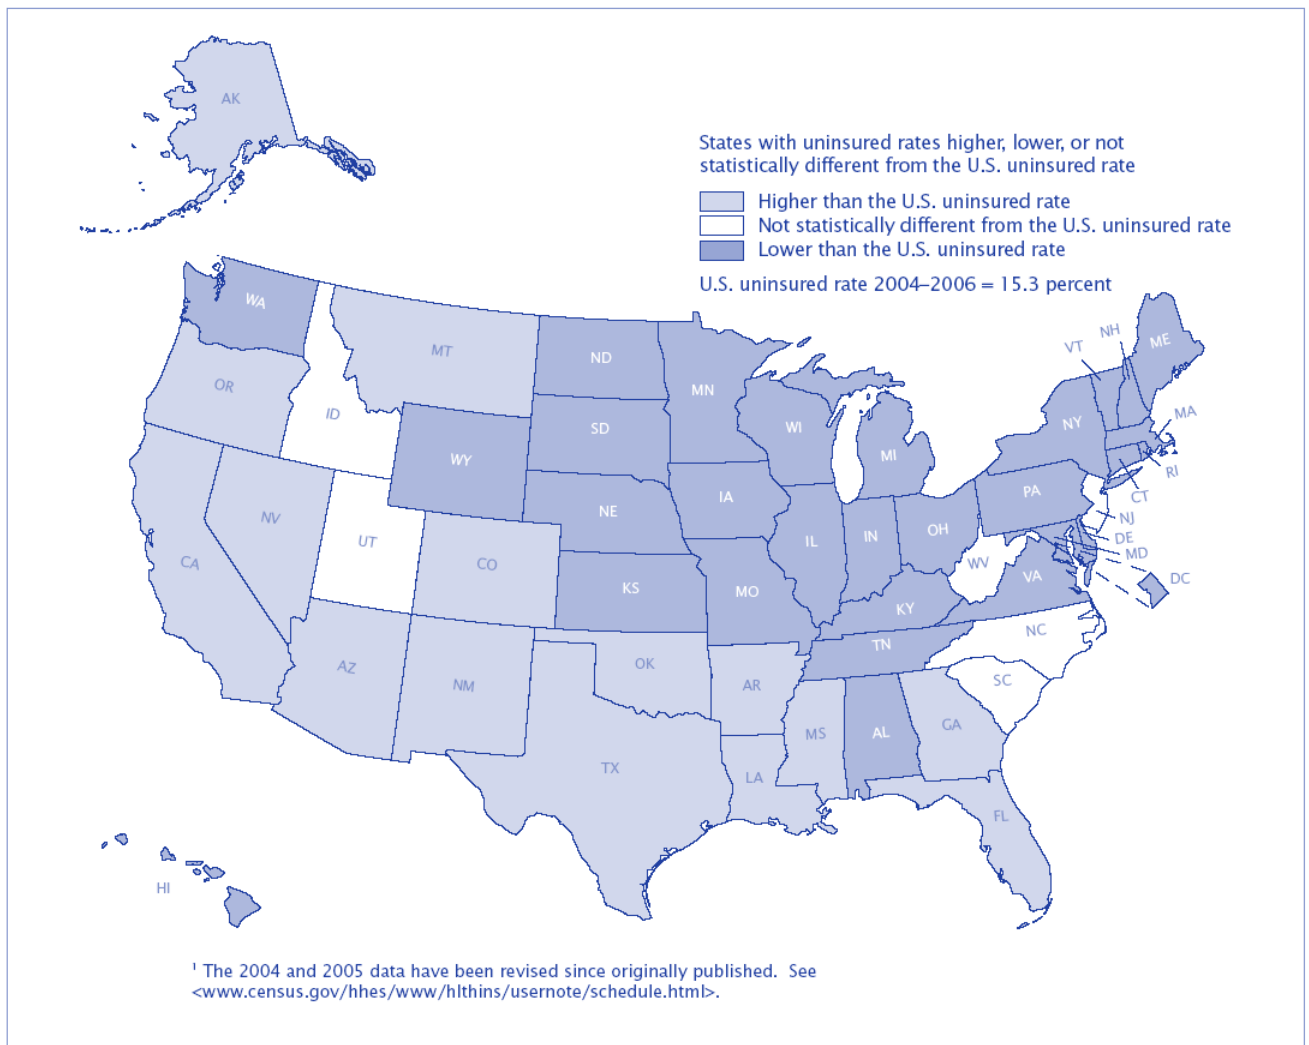 AK
States with uninsured rates higher, lower, or not
statistically different from the U.S. uninsured rate
Higher than the U.S. uninsured rate
Not statistically different from the U.S. uninsured rate
Lower than the U.S. uninsured rate
U.S. uninsured rate 2004–2006 = 15.3 percent
WA
MT
ND
MN
VT
NH
ME
OR
ID
SD
WI
MI
NY
MA
RI
WY
IA
PA
CT
NV
NE
NJ
UT
CO
IL
IN
OH
DE
MD
CA
WV
VA
DC
KS
MO
KY
TN
NC
AZ
NM
OK
AR
SC
MS
AL
GA
TX
LA
FL
HI
¹ The 2004 and 2005 data have been revised since originally published. See
<www.census.gov/hhes/www/hlthins/usernote/schedule.html>.